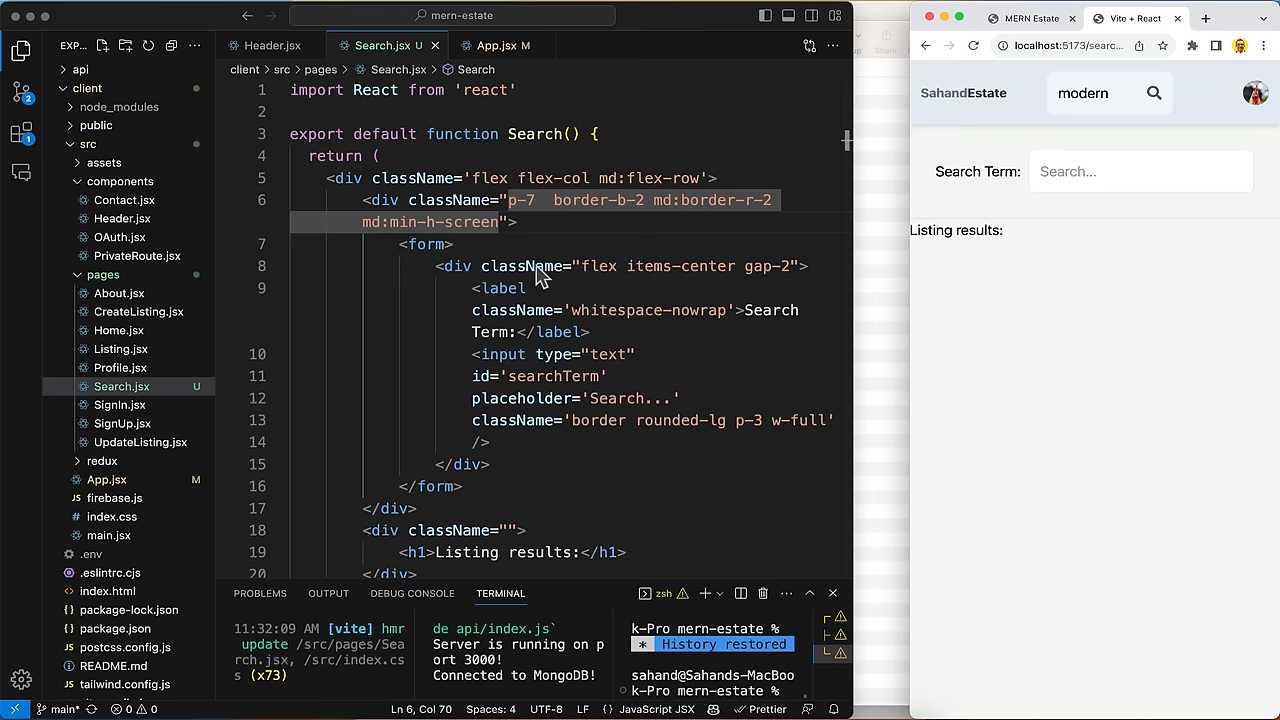 mern-estate
EXP...
Header.jsx
Search.jsx U
App.jsx M
client > src > pages > Search.jsx > Search
api
client
node_modules
public
src
assets
components
Contact.jsx
Header.jsx
OAuth.jsx
PrivateRoute.jsx
pages
About.jsx
CreateListing.jsx
Home.jsx
Listing.jsx
Profile.jsx
Search.jsx U
SignIn.jsx
SignUp.jsx
UpdateListing.jsx
redux
App.jsx M
JS firebase.js
# index.css
main.jsx
.env
.eslintrc.cjs
<> index.html
{} package-lock.json
{} package.json
JS postcss.config.js
README.md
JS tailwind.config.js
2
1
1 import React from 'react'
2
3 export default function Search() {
4 return (
5 <div className='flex flex-col md:flex-row'>
6 <div className="p-7  border-b-2 md:border-r-2
md:min-h-screen">
7 <form>
8 <div className="flex items-center gap-2">
9 <label
className='whitespace-nowrap'>Search
Term:</label>
10 <input type="text"
11 id='searchTerm'
12 placeholder='Search...'
13 className='border rounded-lg p-3 w-full'
14 />
15 </div>
16 </form>
17 </div>
18 <div className="">
19 <h1>Listing results:</h1>
20 </div>
PROBLEMS OUTPUT DEBUG CONSOLE TERMINAL
zsh
11:32:09 AM [vite] hmr
update /src/pages/Sea
rch.jsx, /src/index.cs
s (x73)
de api/index.js`
Server is running on p
ort 3000!
Connected to MongoDB!
k-Pro mern-estate %
* History restored
sahand@Sahands-MacBoo
k-Pro mern-estate %
main* 0 0 Ln 6, Col 70 Spaces: 4 UTF-8 LF {} JavaScript JSX Prettier
Share
MERN Estate
Vite + React
localhost:5173/searc...
SahandEstate
modern
Search Term:
Search...
Listing results: